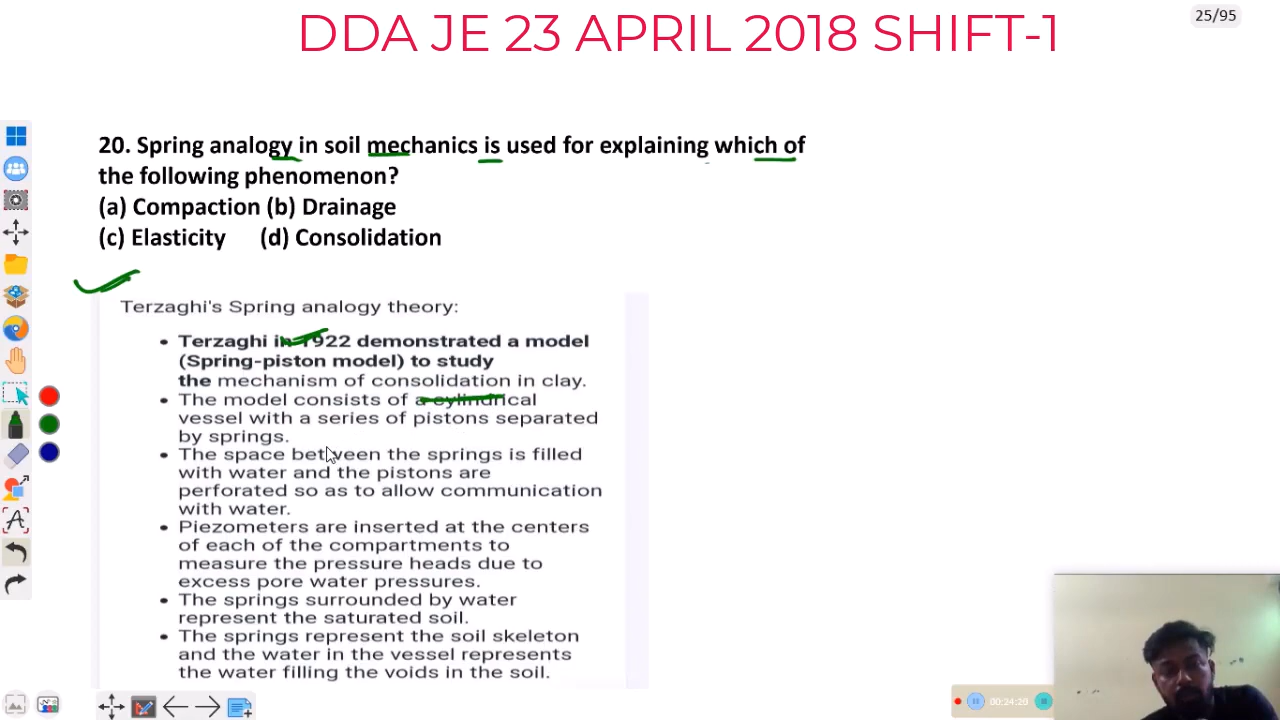 DDA JE 23 APRIL 2018 SHIFT-1
25/95
20. Spring analogy in soil mechanics is used for explaining which of
the following phenomenon?
(a) Compaction (b) Drainage
(c) Elasticity (d) Consolidation
Terzaghi's Spring analogy theory:
• Terzaghi in 1922 demonstrated a model
(Spring-piston model) to study
the mechanism of consolidation in clay.
• The model consists of a cylindrical
vessel with a series of pistons separated
by springs.
• The space between the springs is filled
with water and the pistons are
perforated so as to allow communication
with water.
• Piezometers are inserted at the centers
of each of the compartments to
measure the pressure heads due to
excess pore water pressures.
• The springs surrounded by water
represent the saturated soil.
• The springs represent the soil skeleton
and the water in the vessel represents
the water filling the voids in the soil.
00:24:20